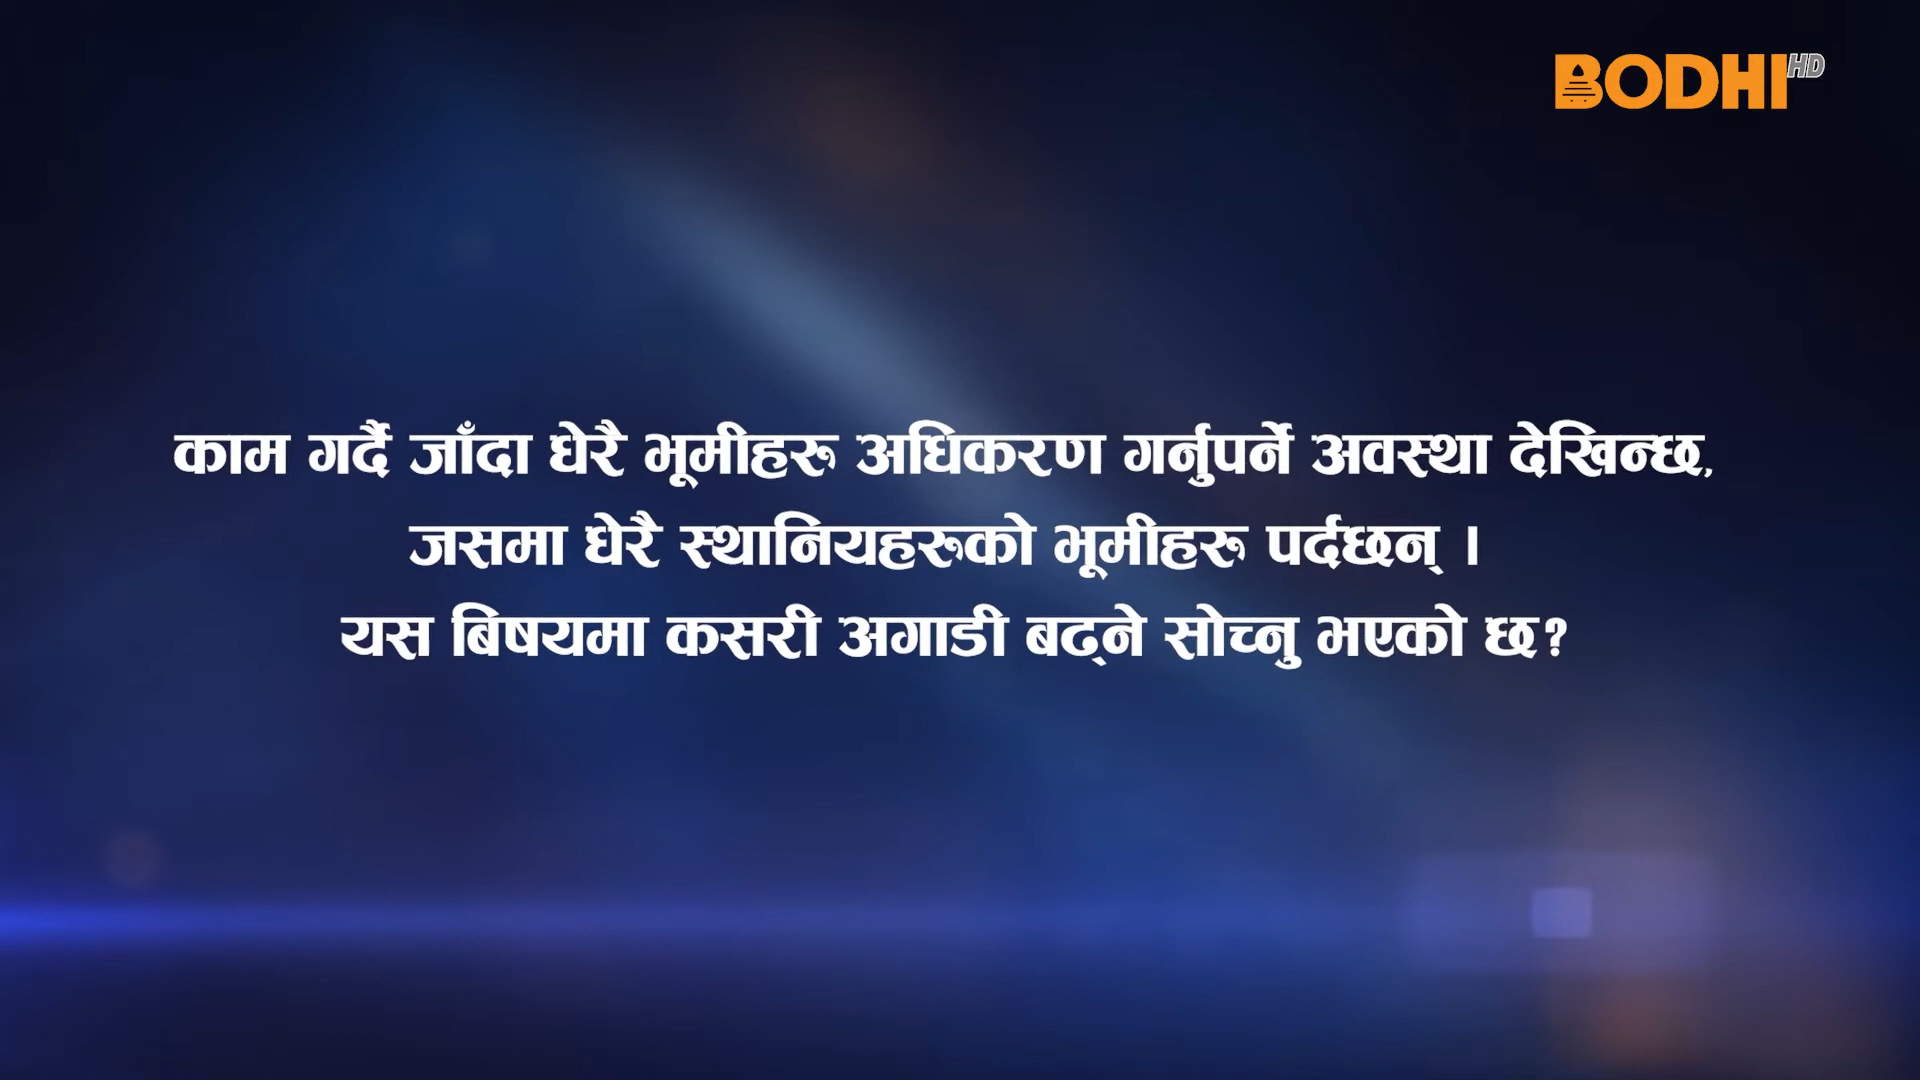 BODHI HD
काम गर्दै जाँदा धेरै भूमीहरु अधिकरण गर्नुपर्ने अवस्था देखिन्छ,
जसमा धेरै स्थानियहरुको भूमीहरु पर्दछन् ।
यस बिषयमा कसरी अगाडी बढ्ने सोच्नु भएको छ?